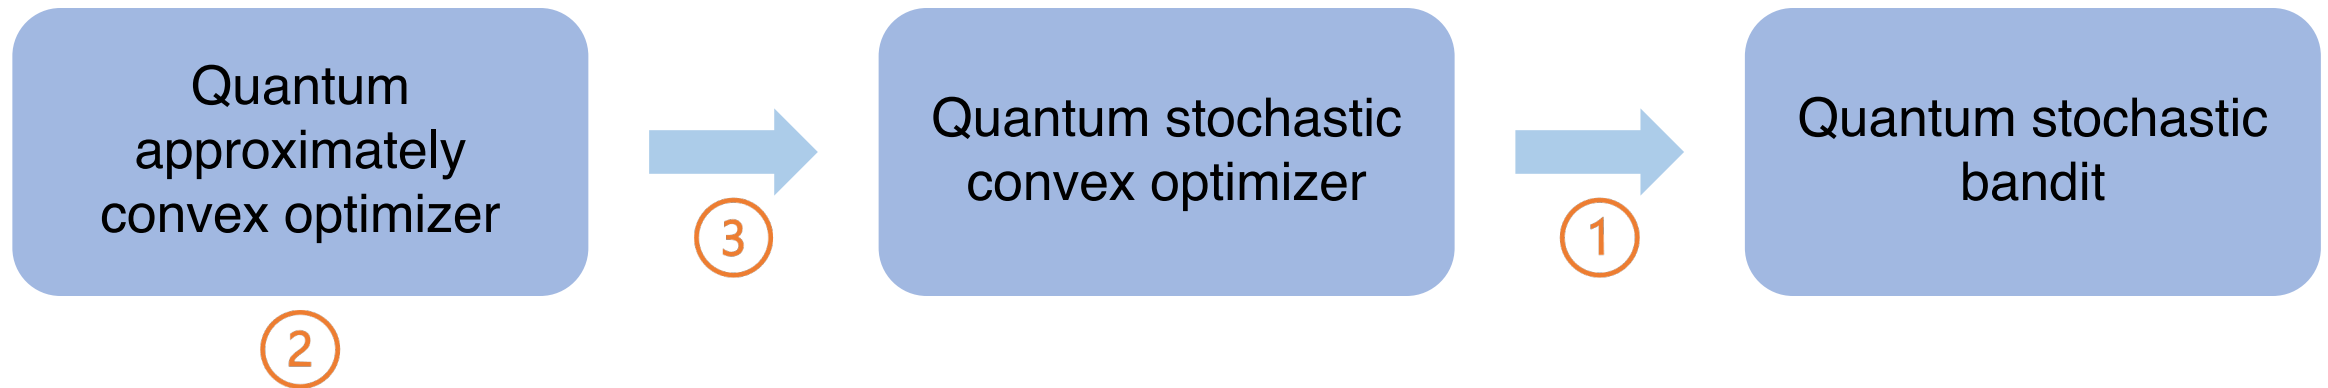 Quantum
approximately
convex optimizer
②
③
Quantum stochastic
convex optimizer
①
Quantum stochastic
bandit